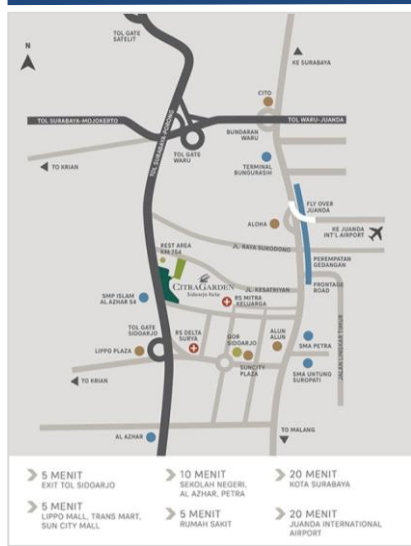 TOL GATE
SATELIT
N
KE SURABAYA
CITO
TOL SURABAYA-MOJOKERTO
TOL WARU-JUANDA
BUNDARAN
WARU
TOL SURABAYA-PORONG
TOL GATE
WARU
TERMINAL
BUNGURASIH
TO KRIAN
FLY OVER
JUANDA
ALOHA
KE JUANDA
INT'L AIRPORT
REST AREA
KM 754
JL. RAYA SUKODONO
PEREMPATAN
GEDANGAN
CITRAGARDEN
JL. KESATRIYAN
FRONTAGE
ROAD
SMP ISLAM
AL AZHAR 54
RS MITRA
KELUARGA
JALAN LINGKAR TIMUR
TOL GATE
SIDOARJO
RS DELTA
SURYA
GOR
SIDOARJO
ALUN
ALUN
SMA PETRA
LIPPO PLAZA
SUNCITY
PLAZA
SMA UNTUNG
SUROPATI
TO KRIAN
TO MALANG
AL AZHAR
5 MENIT
EXIT TOL SIDOARJO
10 MENIT
SEKOLAH NEGERI,
AL AZHAR, PETRA
20 MENIT
KOTA SURABAYA
5 MENIT
LIPPO MALL, TRANS MART,
SUN CITY MALL
5 MENIT
RUMAH SAKIT
20 MENIT
JUANDA INTERNATIONAL
AIRPORT